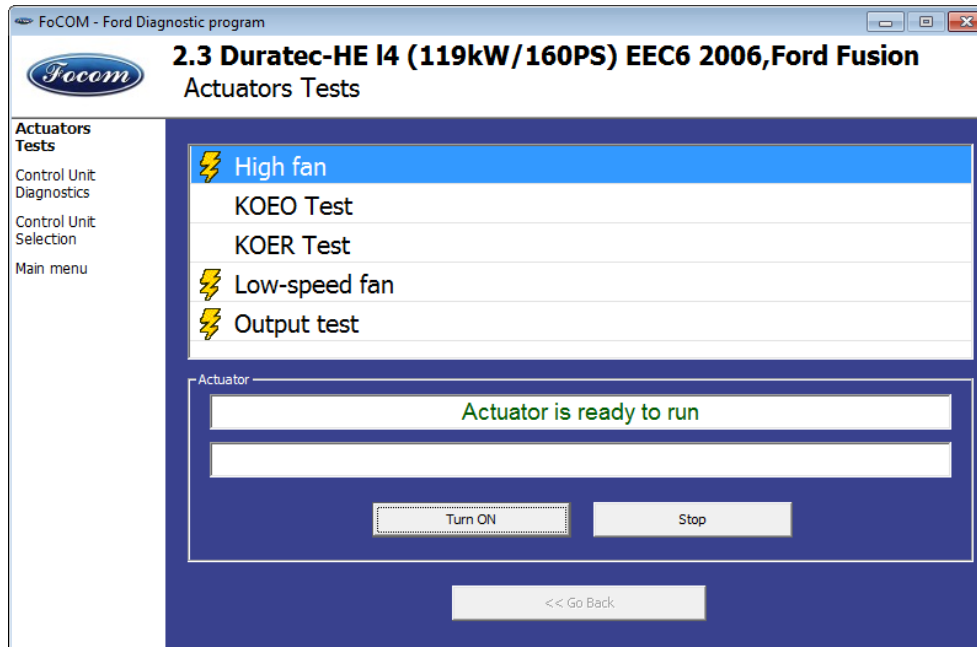 FoCOM - Ford Diagnostic program
Focom
2.3 Duratec-HE l4 (119kW/160PS) EEC6 2006,Ford Fusion
Actuators Tests
Actuators
Tests
Control Unit
Diagnostics
Control Unit
Selection
Main menu
High fan
KOEO Test
KOER Test
Low-speed fan
Output test
Actuator
Actuator is ready to run
Turn ON
Stop
<< Go Back